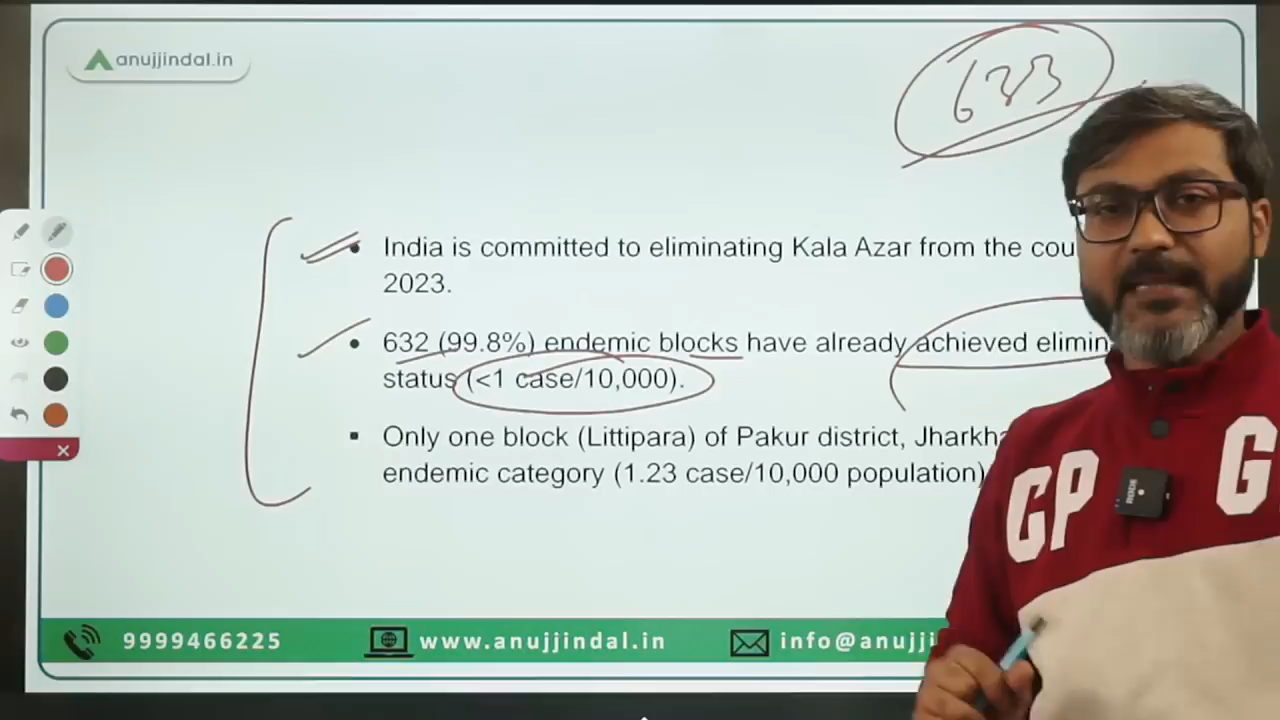 anujjindal.in
633
India is committed to eliminating Kala Azar from the cou
2023.
632 (99.8%) endemic blocks have already achieved elimin
status (<1 case/10,000).
Only one block (Littipara) of Pakur district, Jharkha
endemic category (1.23 case/10,000 population)
9999466225
www.anujjindal.in
info@anujji
GP G
RODE